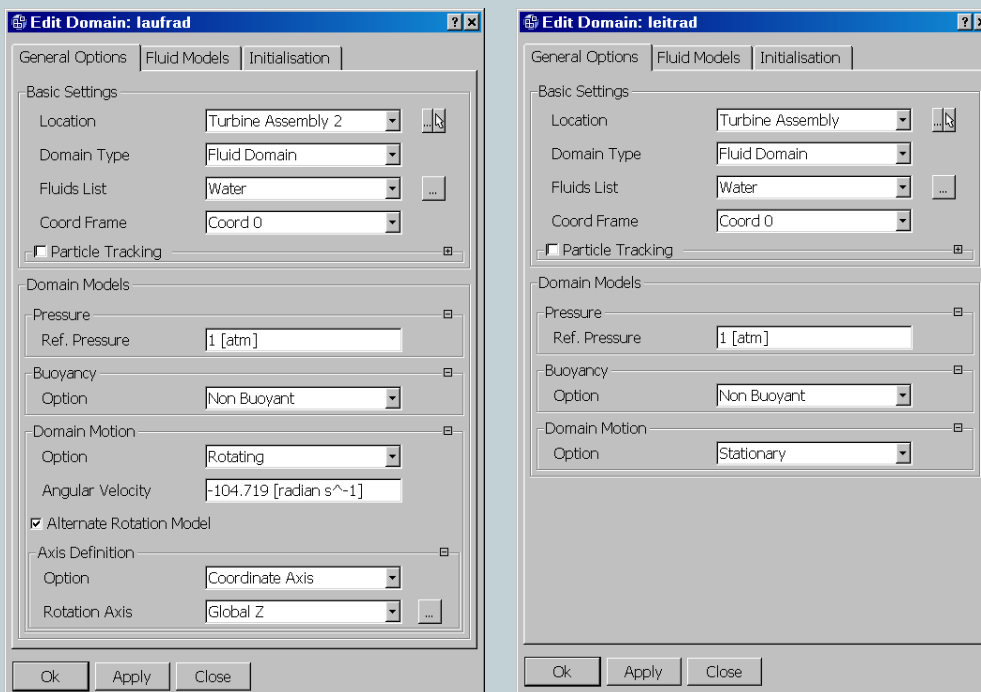 Edit Domain: laufrad
General Options Fluid Models Initialisation
Basic Settings
Location Turbine Assembly 2 ...
Domain Type Fluid Domain
Fluids List Water ...
Coord Frame Coord 0
Particle Tracking
Domain Models
Pressure
Ref. Pressure 1 [atm]
Buoyancy
Option Non Buoyant
Domain Motion
Option Rotating
Angular Velocity -104.719 [radian s^-1]
Alternate Rotation Model
Axis Definition
Option Coordinate Axis
Rotation Axis Global Z ...
Ok Apply Close
Edit Domain: leitrad
General Options Fluid Models Initialisation
Basic Settings
Location Turbine Assembly ...
Domain Type Fluid Domain
Fluids List Water ...
Coord Frame Coord 0
Particle Tracking
Domain Models
Pressure
Ref. Pressure 1 [atm]
Buoyancy
Option Non Buoyant
Domain Motion
Option Stationary
Ok Apply Close